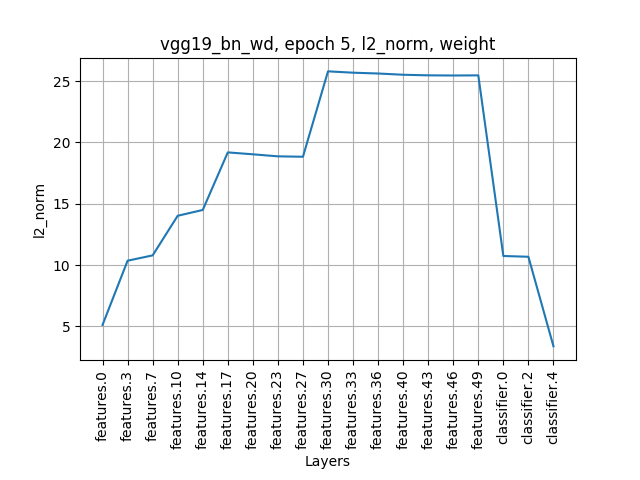 vgg19_bn_wd, epoch 5, l2_norm, weight
l2_norm
25
20
15
10
5
features.0
features.3
features.7
features.10
features.14
features.17
features.20
features.23
features.27
features.30
features.33
features.36
features.40
features.43
features.46
features.49
classifier.0
classifier.2
classifier.4
Layers